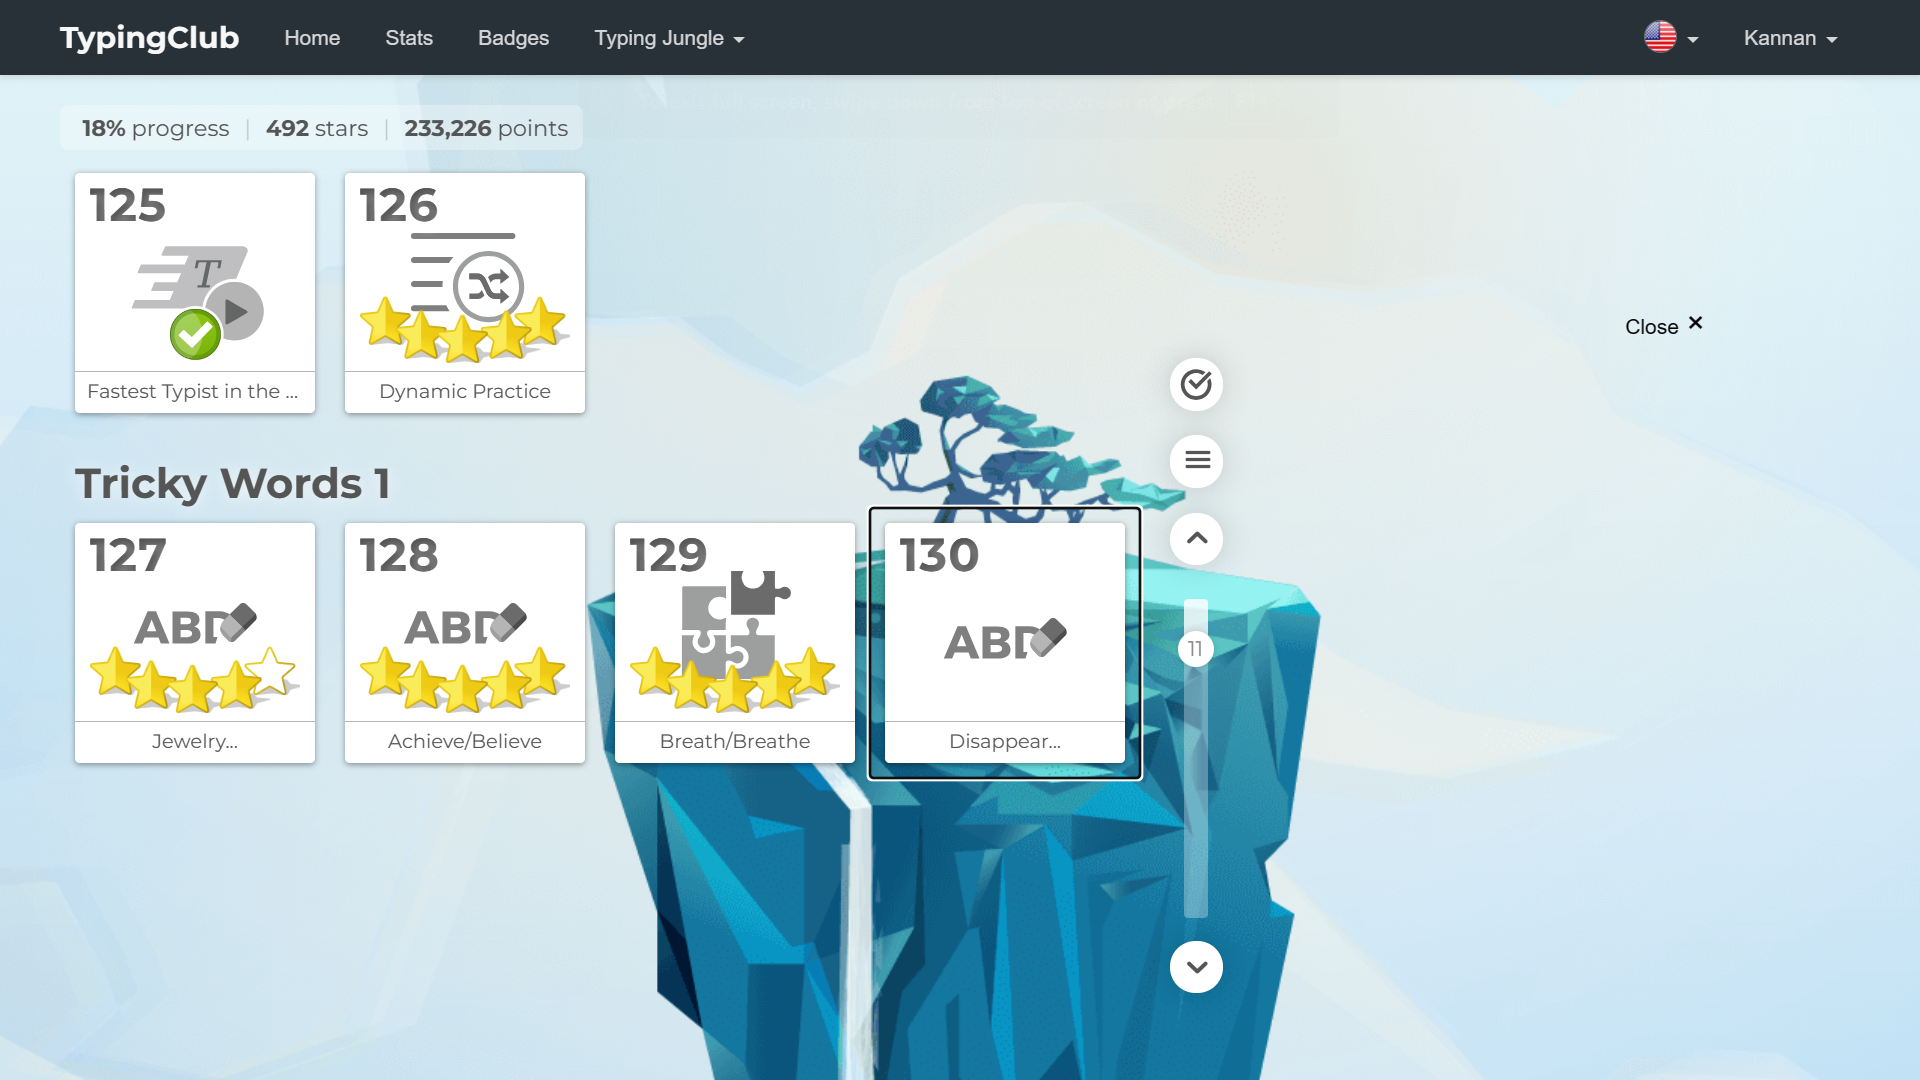 TypingClub Home Stats Badges Typing Jungle Kannan
18% progress | 492 stars | 233,226 points
125 126
T
Fastest Typist in the ... Dynamic Practice
Close ×
Tricky Words 1
127 128 129 130
ABD ABD ABD
11
Jewelry... Achieve/Believe Breath/Breathe Disappear...